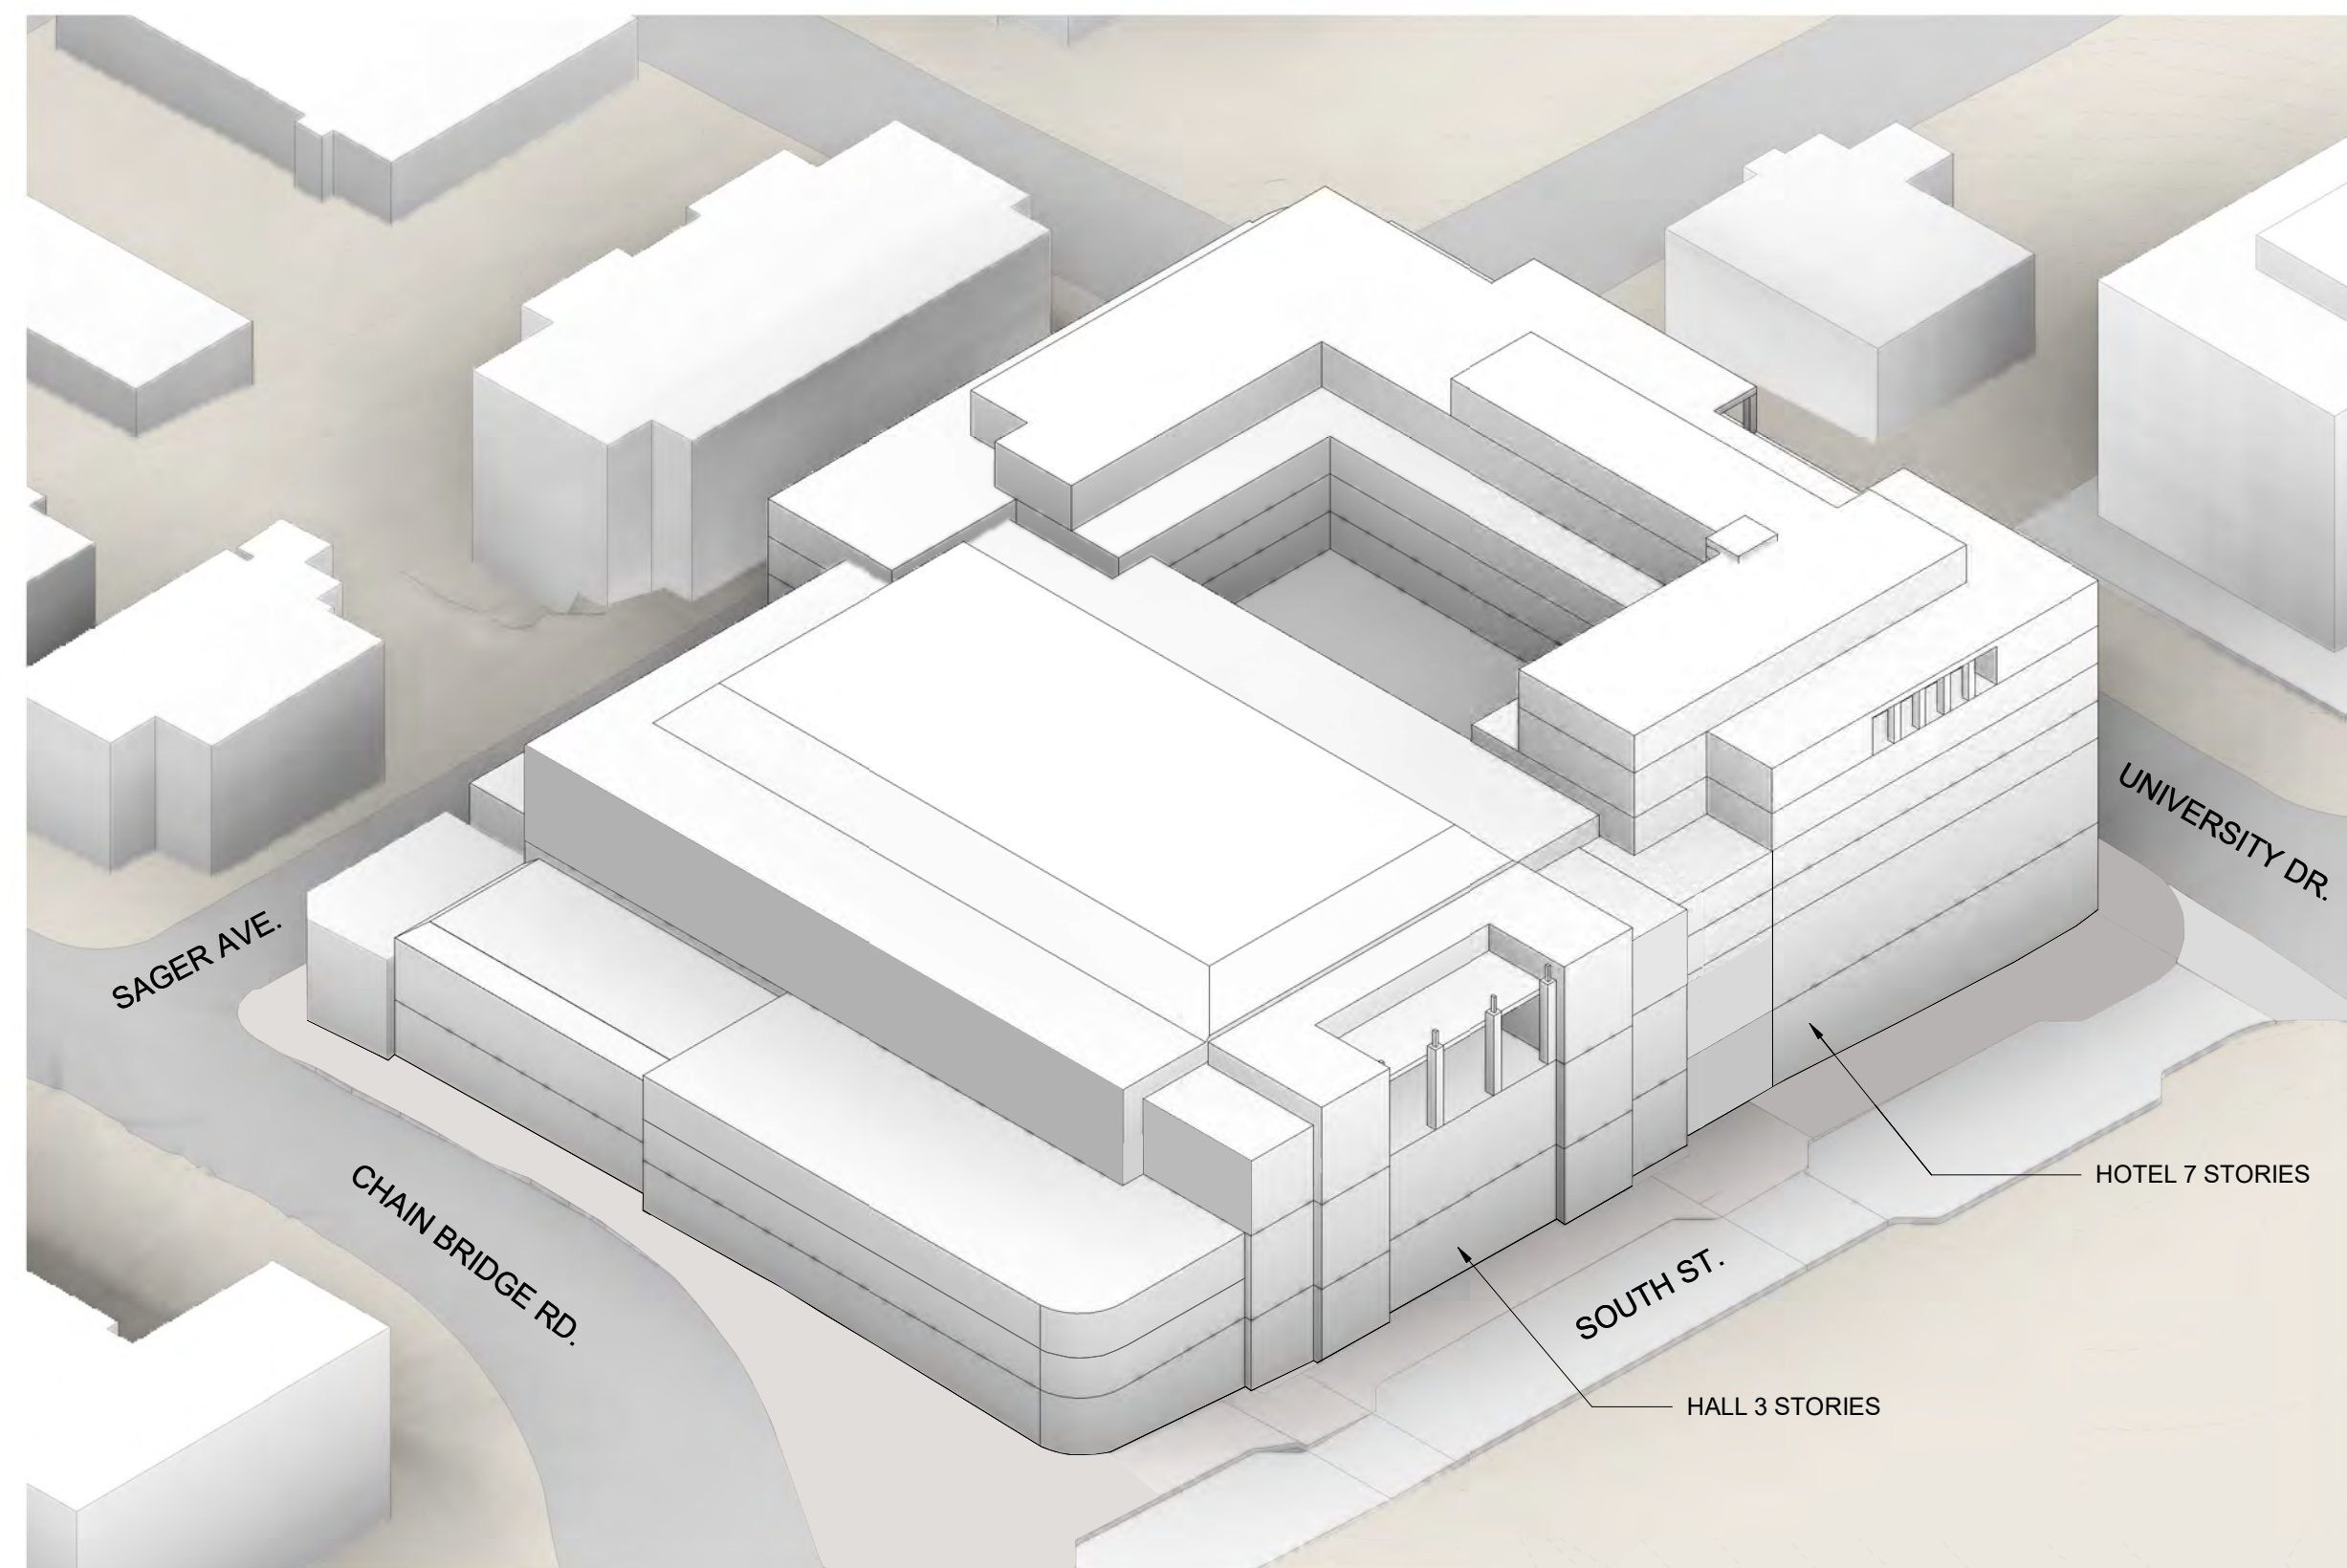 UNIVERSITY DR.
SAGER AVE.
CHAIN BRIDGE RD.
HOTEL 7 STORIES
SOUTH ST.
HALL 3 STORIES